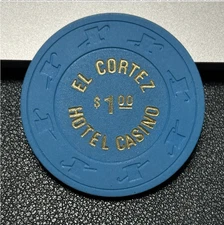 EL CORTEZ
$1.00
HOTEL CASINO